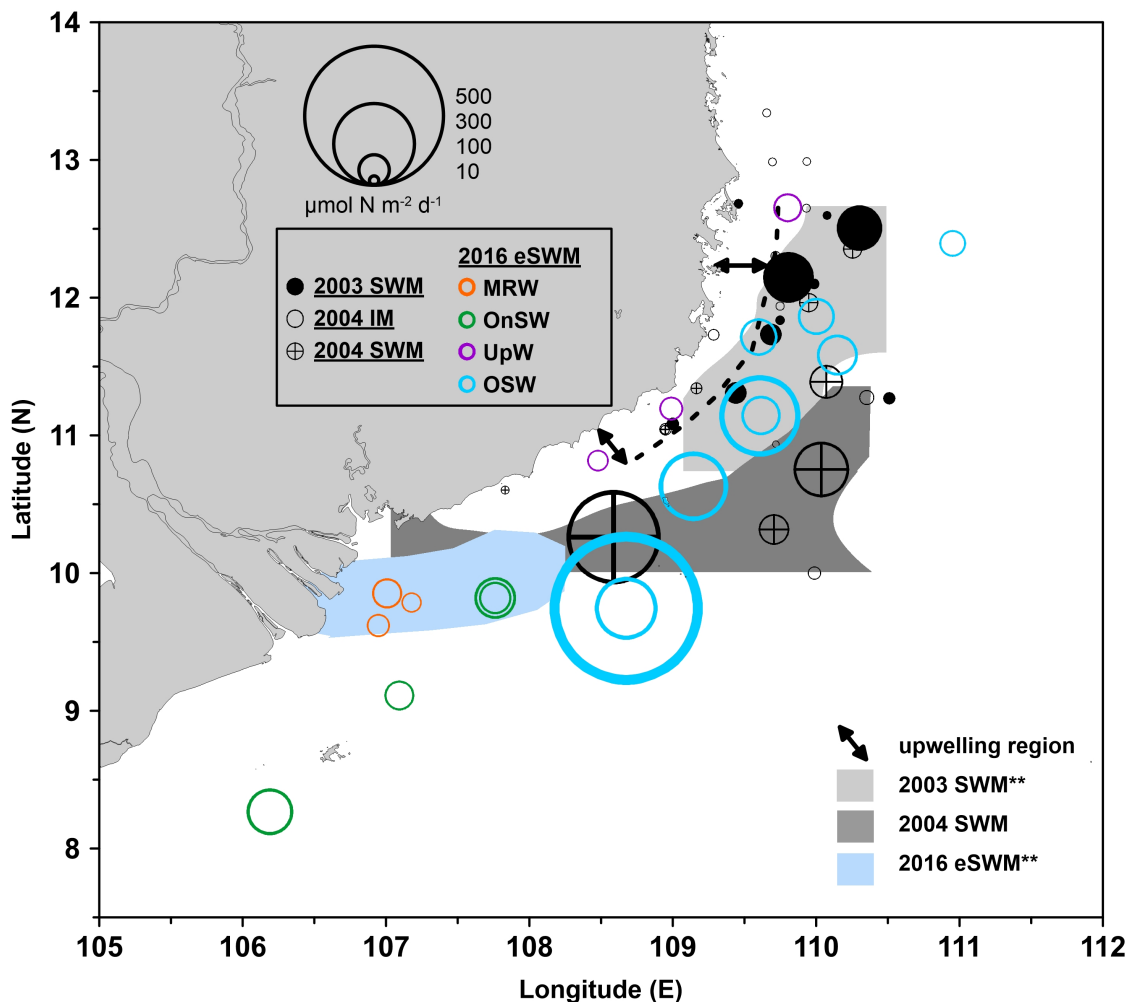 14
13
12
11
10
9
8
Latitude (N)
500
300
100
10
µmol N m-2 d-1
2016 eSWM
2003 SWM
2004 IM
2004 SWM
MRW
OnSW
UpW
OSW
upwelling region
2003 SWM**
2004 SWM
2016 eSWM**
105 106 107 108 109 110 111 112
Longitude (E)